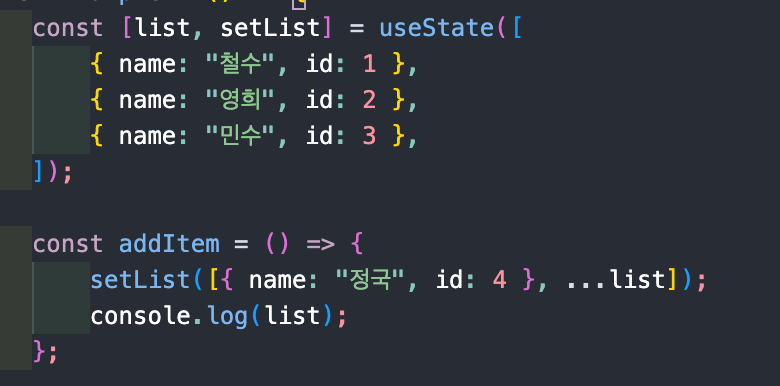 const [list, setList] = useState([
{ name: "철수", id: 1 },
{ name: "영희", id: 2 },
{ name: "민수", id: 3 },
]);
const addItem = () => {
setList([{ name: "정국", id: 4 }, ...list]);
console.log(list);
};